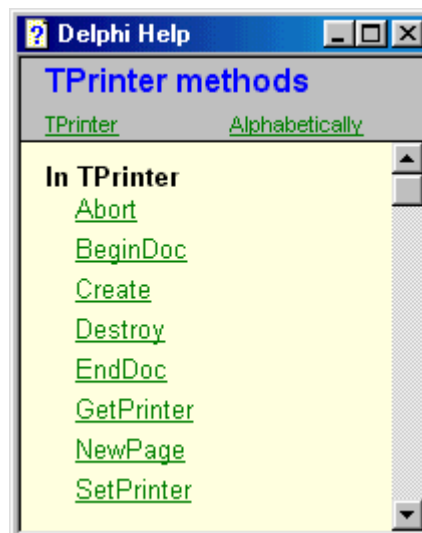 Delphi Help
TPrinter methods
TPrinter Alphabetically
In TPrinter
Abort
BeginDoc
Create
Destroy
EndDoc
GetPrinter
NewPage
SetPrinter